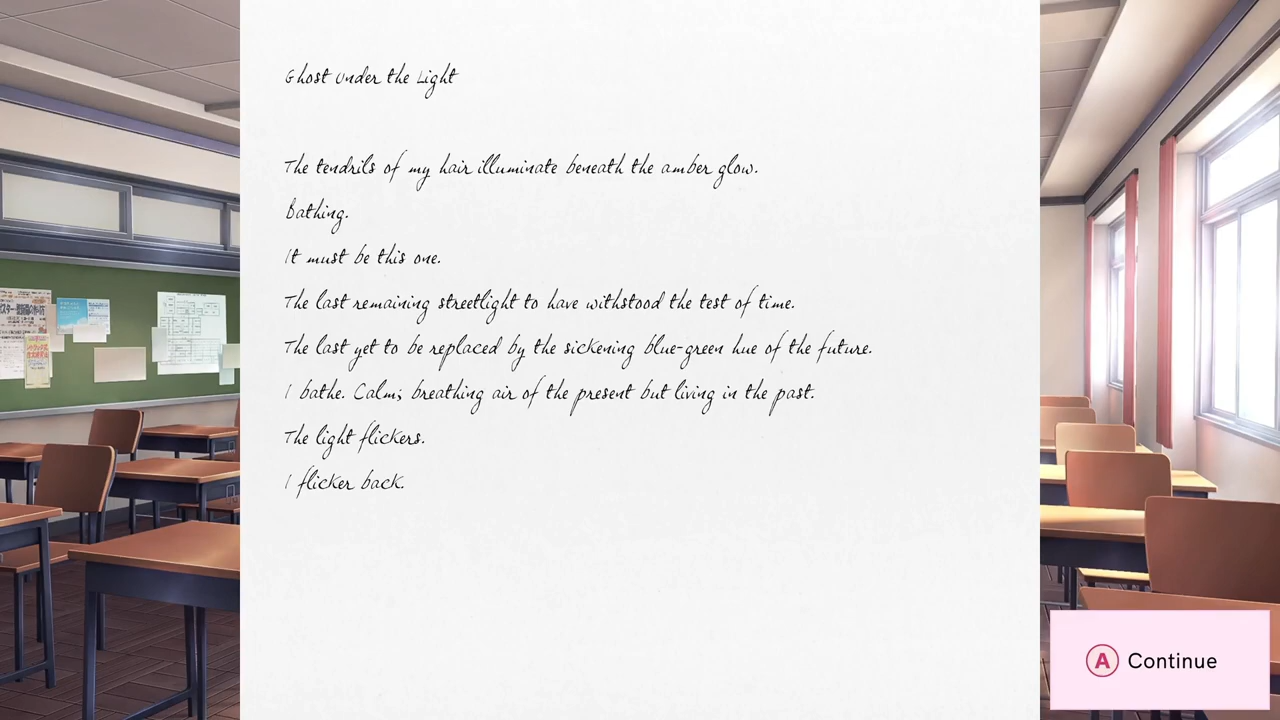 Ghost Under the Light
The tendrils of my hair illuminate beneath the amber glow.
Bathing.
It must be this one.
The last remaining streetlight to have withstood the test of time.
The last yet to be replaced by the sickening blue-green hue of the future.
I bathe. Calm; breathing air of the present but living in the past.
The light flickers.
I flicker back.
A Continue